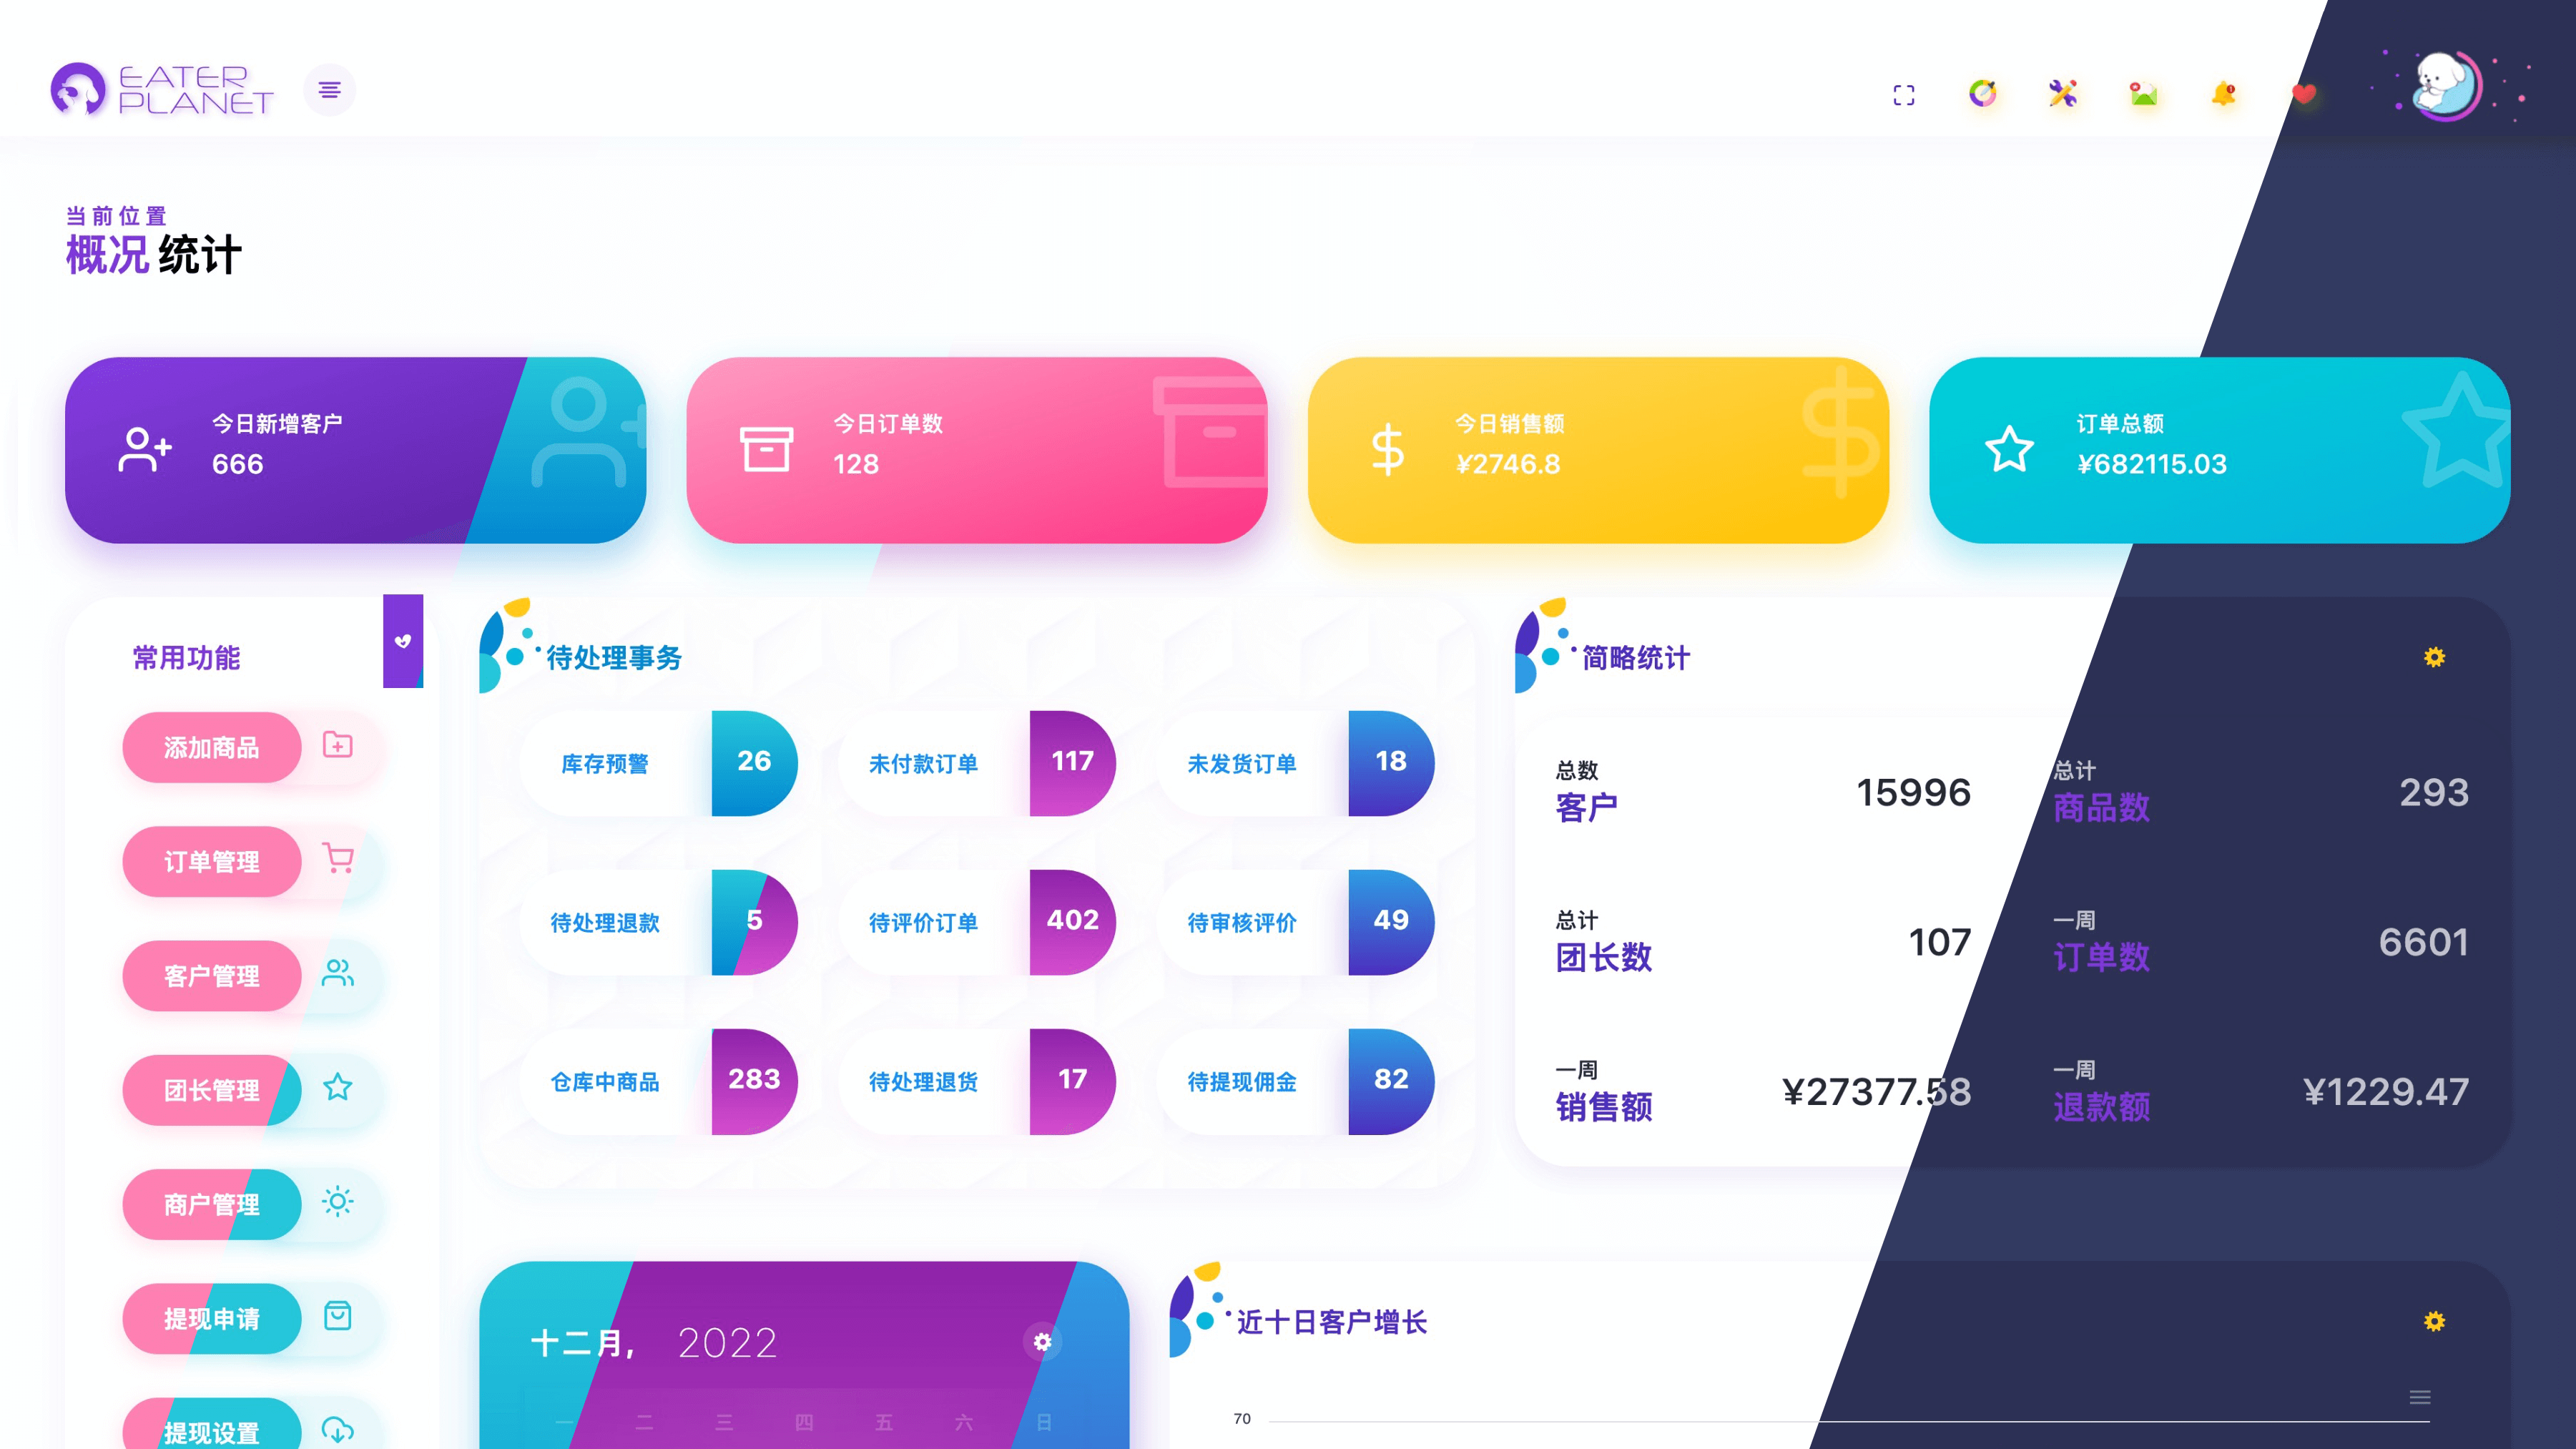 EATER
PLANET
当前位置
概况 统计
今日新增客户
666
今日订单数
128
今日销售额
¥2746.8
订单总额
¥682115.03
常用功能
添加商品
订单管理
客户管理
团长管理
商户管理
提现申请
提现设置
待处理事务
库存预警 26
未付款订单 117
未发货订单 18
待处理退款 5
待评价订单 402
待审核评价 49
仓库中商品 283
待处理退货 17
待提现佣金 82
简略统计
总数
客户 15996
总计
商品数 293
总计
团长数 107
一周
订单数 6601
一周
销售额 ¥27377.58
一周
退款额 ¥1229.47
十二月, 2022
一 二 三 四 五 六 日
近十日客户增长
70